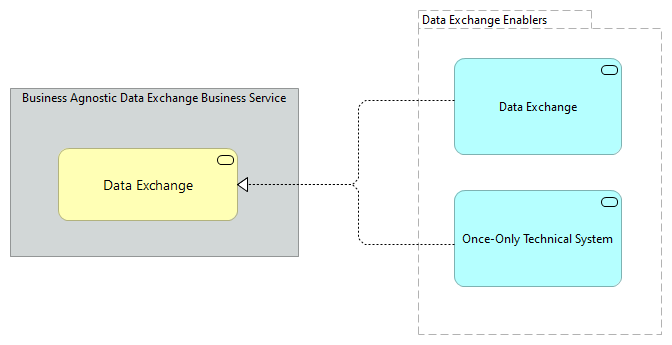 Data Exchange Enablers
Business Agnostic Data Exchange Business Service
Data Exchange
Data Exchange
Once-Only Technical System